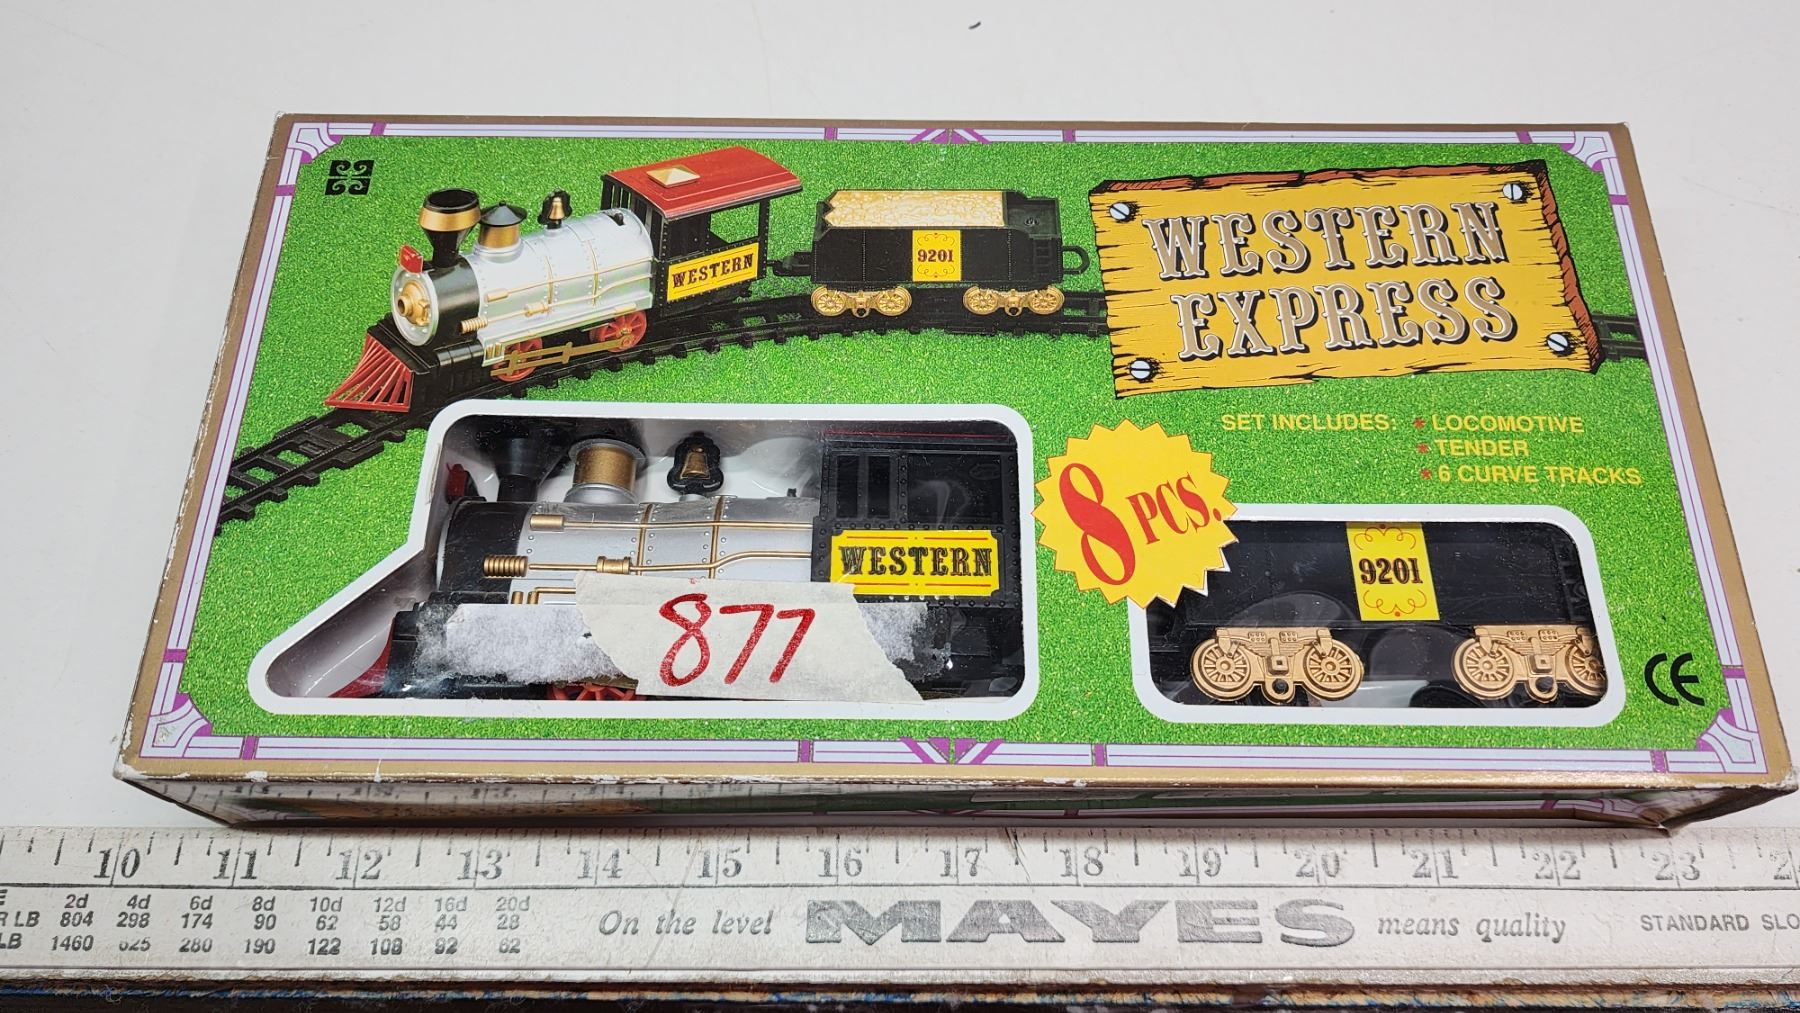 WESTERN
EXPRESS
WESTERN
9201
SET INCLUDES: * LOCOMOTIVE
* TENDER
* 6 CURVE TRACKS
8 PCS.
WESTERN
9201
877
CE
10 11 12 13 14 15 16 17 18 19 20 21 22 23
2d 4d 6d 8d 10d 12d 16d 20d
LB 804 298 174 90 62 58 44 28
LB 1460 625 280 190 122 108 92 62
On the level MAYES means quality
STANDARD